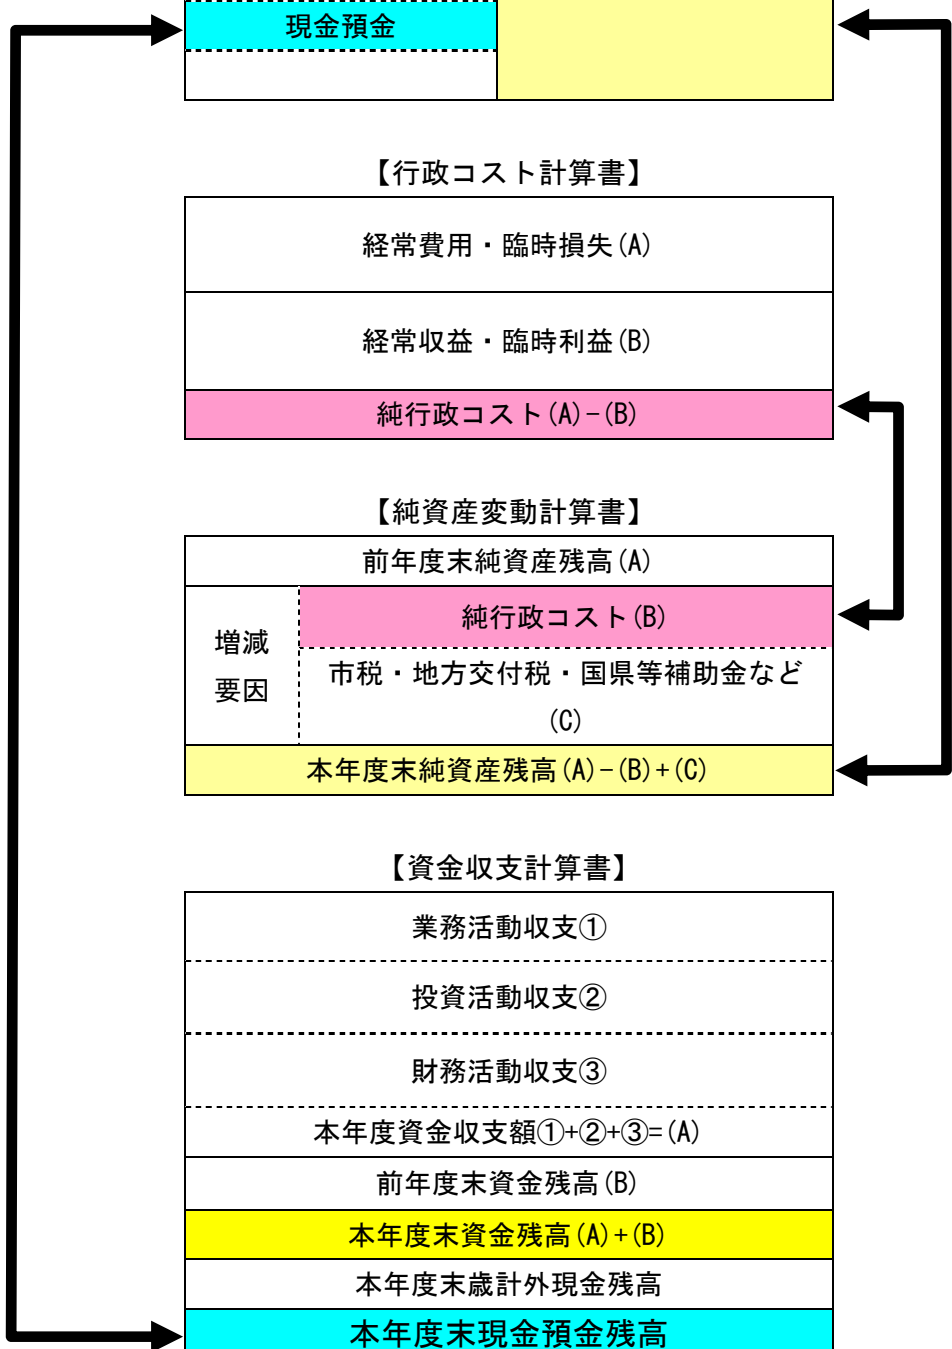 現金預金
【行政コスト計算書】
経常費用・臨時損失(A)
経常収益・臨時利益(B)
純行政コスト(A)-(B)
【純資産変動計算書】
前年度末純資産残高(A)
増減
要因
純行政コスト(B)
市税・地方交付税・国県等補助金など
(C)
本年度末純資産残高(A)-(B)+(C)
【資金収支計算書】
業務活動収支①
投資活動収支②
財務活動収支③
本年度資金収支額①+②+③=(A)
前年度末資金残高(B)
本年度末資金残高(A)+(B)
本年度末歳計外現金残高
本年度末現金預金残高